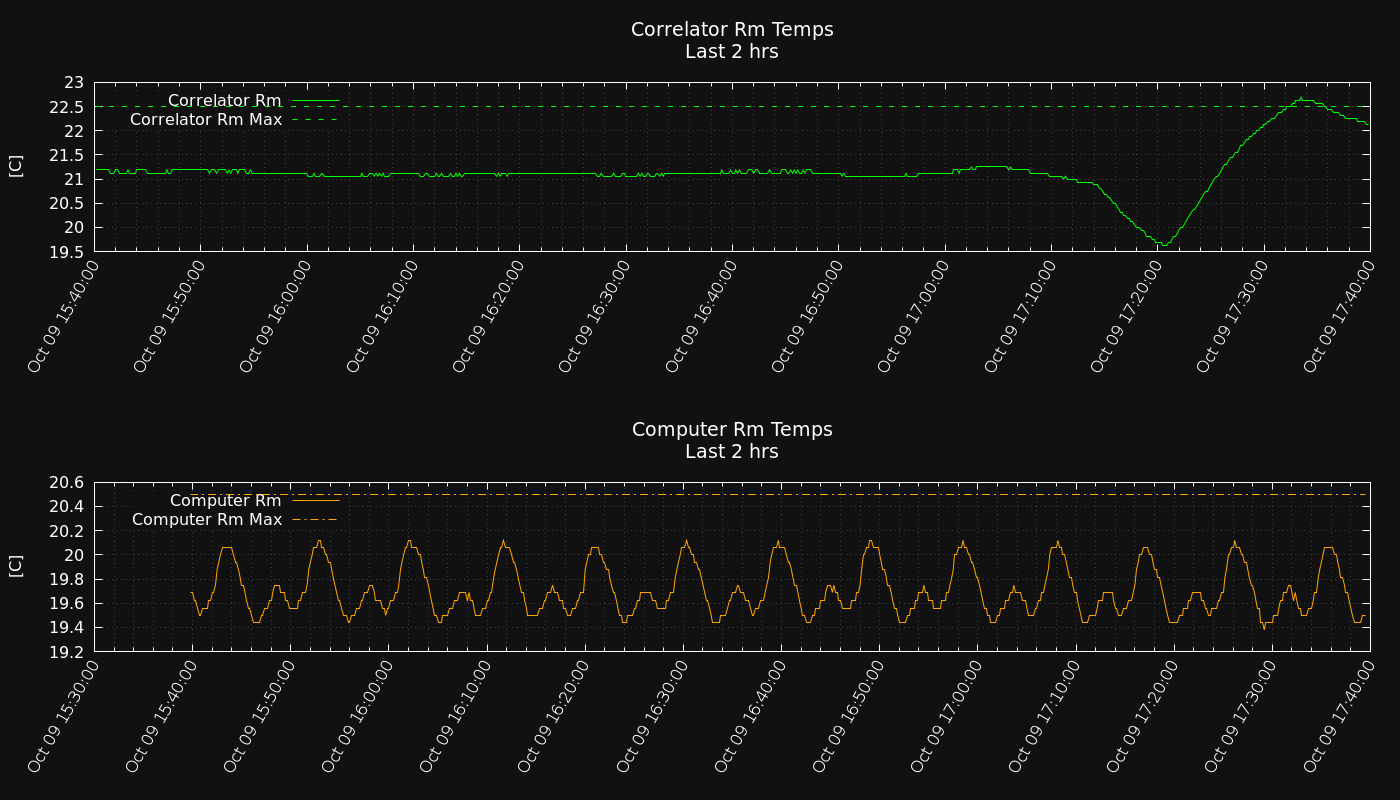 Correlator Rm Temps
Last 2 hrs
[C]
23
22.5
22
21.5
21
20.5
20
19.5
Correlator Rm
Correlator Rm Max
Oct 09 15:40:00
Oct 09 15:50:00
Oct 09 16:00:00
Oct 09 16:10:00
Oct 09 16:20:00
Oct 09 16:30:00
Oct 09 16:40:00
Oct 09 16:50:00
Oct 09 17:00:00
Oct 09 17:10:00
Oct 09 17:20:00
Oct 09 17:30:00
Oct 09 17:40:00
Computer Rm Temps
Last 2 hrs
[C]
20.6
20.4
20.2
20
19.8
19.6
19.4
19.2
Computer Rm
Computer Rm Max
Oct 09 15:30:00
Oct 09 15:40:00
Oct 09 15:50:00
Oct 09 16:00:00
Oct 09 16:10:00
Oct 09 16:20:00
Oct 09 16:30:00
Oct 09 16:40:00
Oct 09 16:50:00
Oct 09 17:00:00
Oct 09 17:10:00
Oct 09 17:20:00
Oct 09 17:30:00
Oct 09 17:40:00